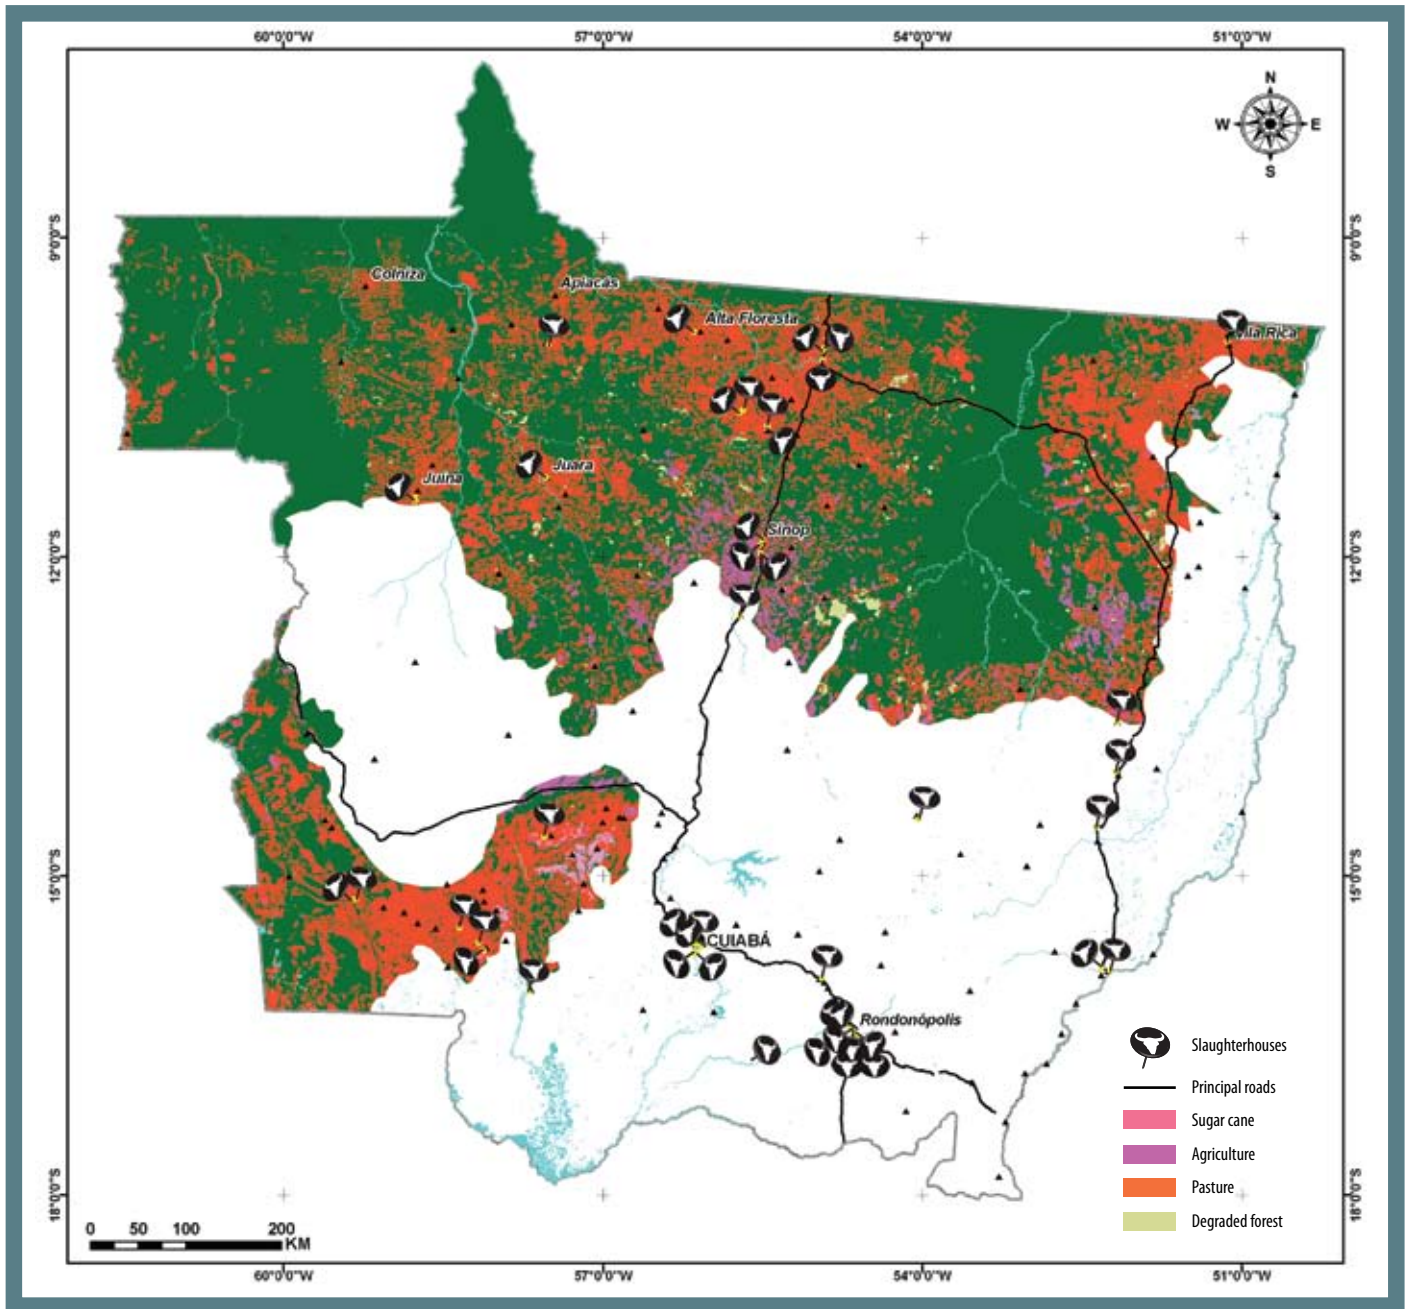 60°0'0"W 57°0'0"W 54°0'0"W 51°0'0"W
N
W E
S
9°0'0"S 9°0'0"S
Colniza
Apiacás
Alta Floresta
Vila Rica
Juína
Juara
Sinop
12°0'0"S 12°0'0"S
15°0'0"S 15°0'0"S
CUIABÁ
Rondonópolis
Slaughterhouses
Principal roads
Sugar cane
Agriculture
Pasture
Degraded forest
18°0'0"S 18°0'0"S
0 50 100 200
KM
60°0'0"W 57°0'0"W 54°0'0"W 51°0'0"W